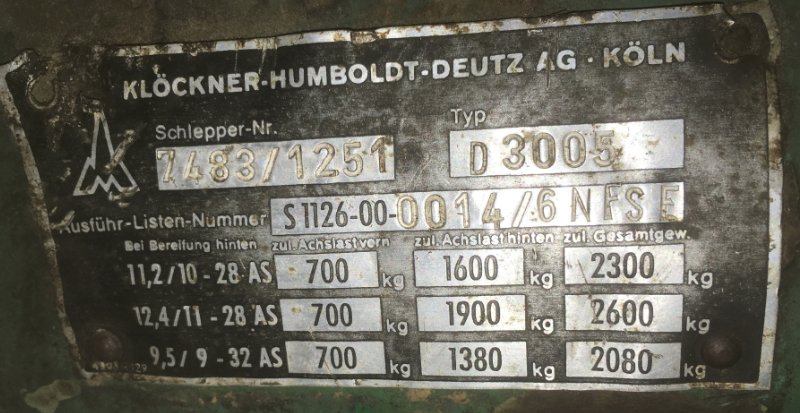 KLÖCKNER-HUMBOLDT-DEUTZ AG · KÖLN
Schlepper-Nr. Typ
7483/1251 D 3005
Ausführ-Listen-Nummer S 1126-00-0014/6 N FS E
Bei Bereifung hinten zul. Achslast vorn zul. Achslast hinten zul. Gesamtgew.
11,2/10 - 28 AS 700 kg 1600 kg 2300 kg
12,4/11 - 28 AS 700 kg 1900 kg 2600 kg
9,5/ 9 - 32 AS 700 kg 1380 kg 2080 kg